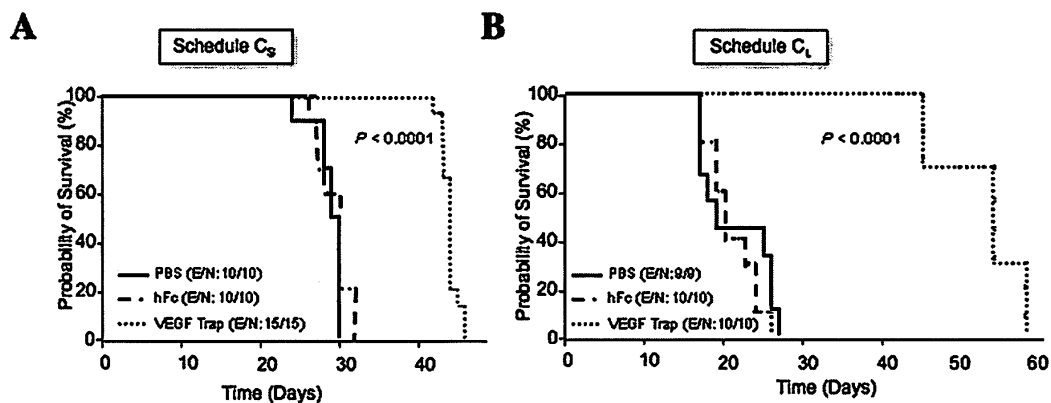 A
Schedule CS
Probability of Survival (%)
100
80
60
40
20
0
P < 0.0001
PBS (E/N: 10/10)
hFc (E/N: 10/10)
VEGF Trap (E/N: 15/15)
0 10 20 30 40
Time (Days)
B
Schedule CL
Probability of Survival (%)
100
80
60
40
20
0
P < 0.0001
PBS (E/N: 9/9)
hFc (E/N: 10/10)
VEGF Trap (E/N: 10/10)
0 10 20 30 40 50 60
Time (Days)